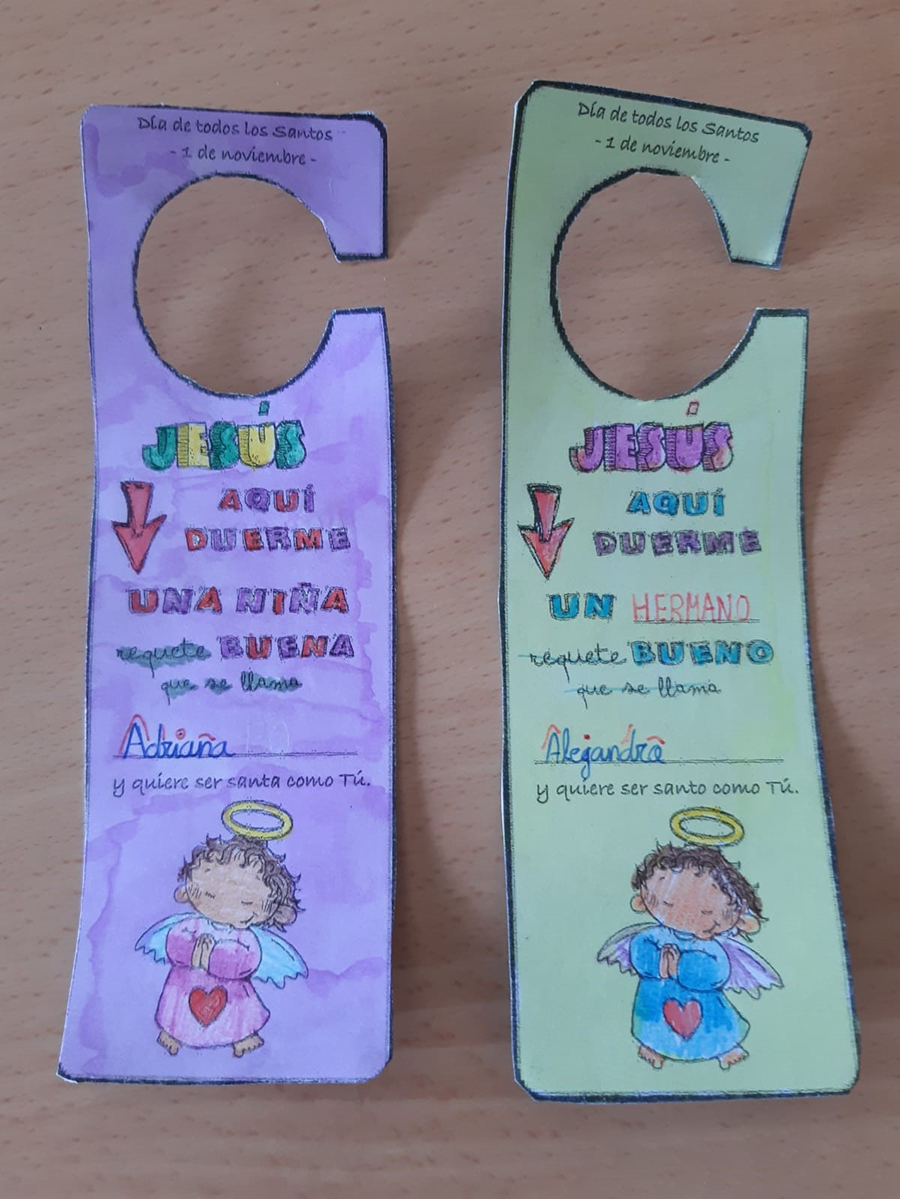 Día de todos los Santos
- 1 de noviembre -
JESÚS
AQUÍ
DUERME
UNA NIÑA
requete BUENA
que se llama
Adriana
y quiere ser santa como Tú.
Día de todos los Santos
- 1 de noviembre -
JESÚS
AQUÍ
DUERME
UN HERMANO
requete BUENO
que se llama
Alejandro
y quiere ser santo como Tú.